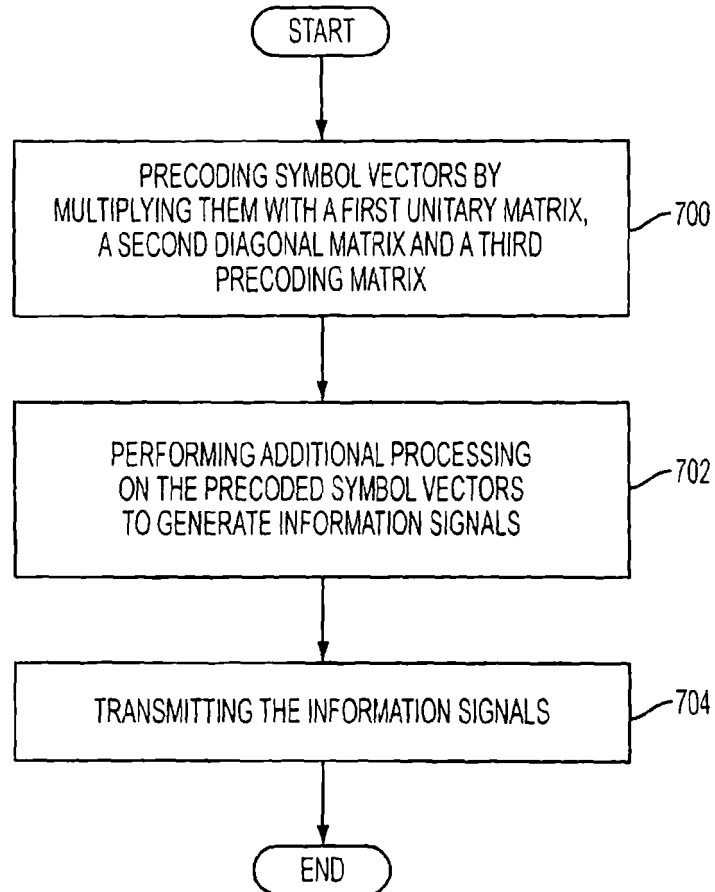 START
PRECODING SYMBOL VECTORS BY
MULTIPLYING THEM WITH A FIRST UNITARY MATRIX,
A SECOND DIAGONAL MATRIX AND A THIRD
PRECODING MATRIX
700
PERFORMING ADDITIONAL PROCESSING
ON THE PRECODED SYMBOL VECTORS
TO GENERATE INFORMATION SIGNALS
702
TRANSMITTING THE INFORMATION SIGNALS
704
END